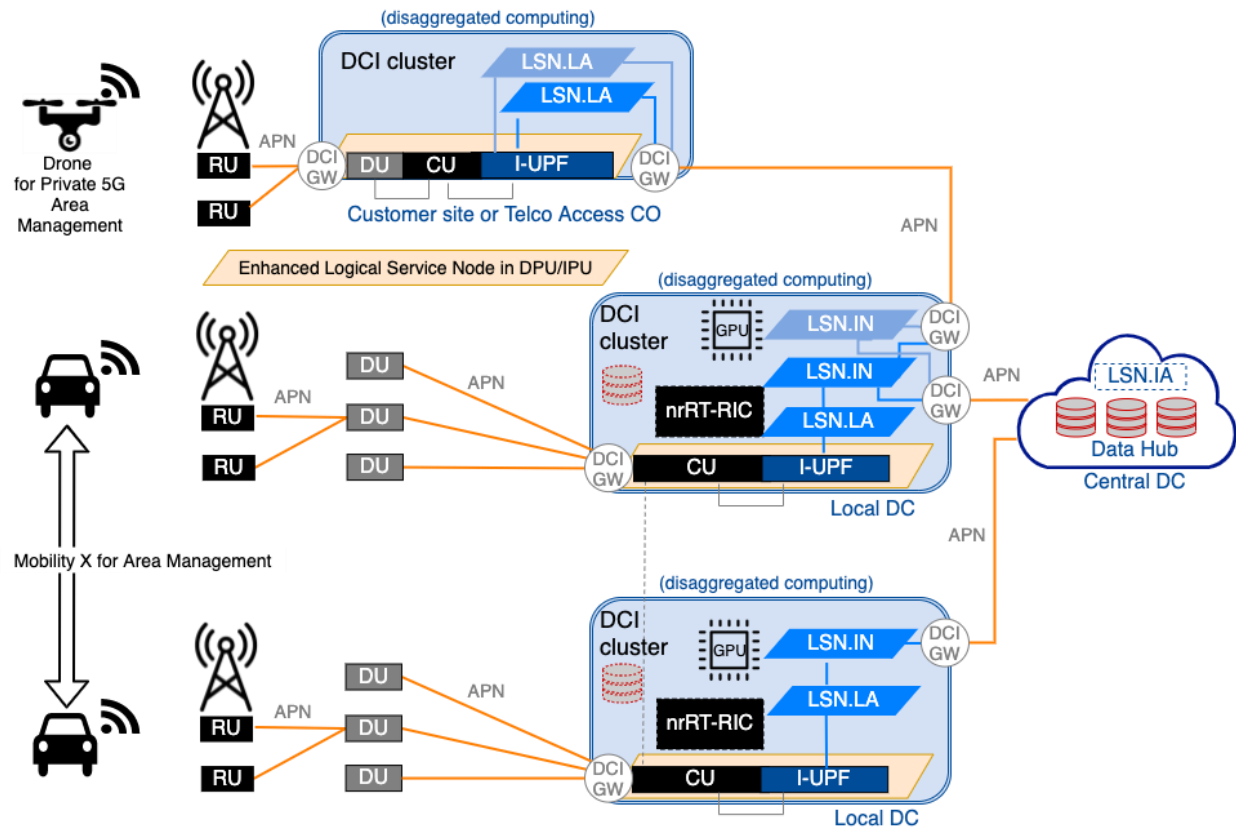 (disaggregated computing)
DCI cluster
LSN.LA
LSN.LA
APN
RU
RU
DCI
GW
DU
CU
I-UPF
DCI
GW
Customer site or Telco Access CO
Drone
for Private 5G
Area
Management
APN
Enhanced Logical Service Node in DPU/IPU
(disaggregated computing)
DCI
cluster
GPU
LSN.IN
DCI
GW
LSN.IN
nrRT-RIC
LSN.LA
DCI
GW
APN
LSN.IA
Data Hub
Central DC
DU
APN
APN
RU
DU
RU
DU
DCI
GW
CU
I-UPF
Local DC
APN
Mobility X for Area Management
(disaggregated computing)
DCI
cluster
GPU
LSN.IN
DCI
GW
LSN.LA
nrRT-RIC
DU
APN
APN
RU
DU
RU
DU
DCI
GW
CU
I-UPF
Local DC